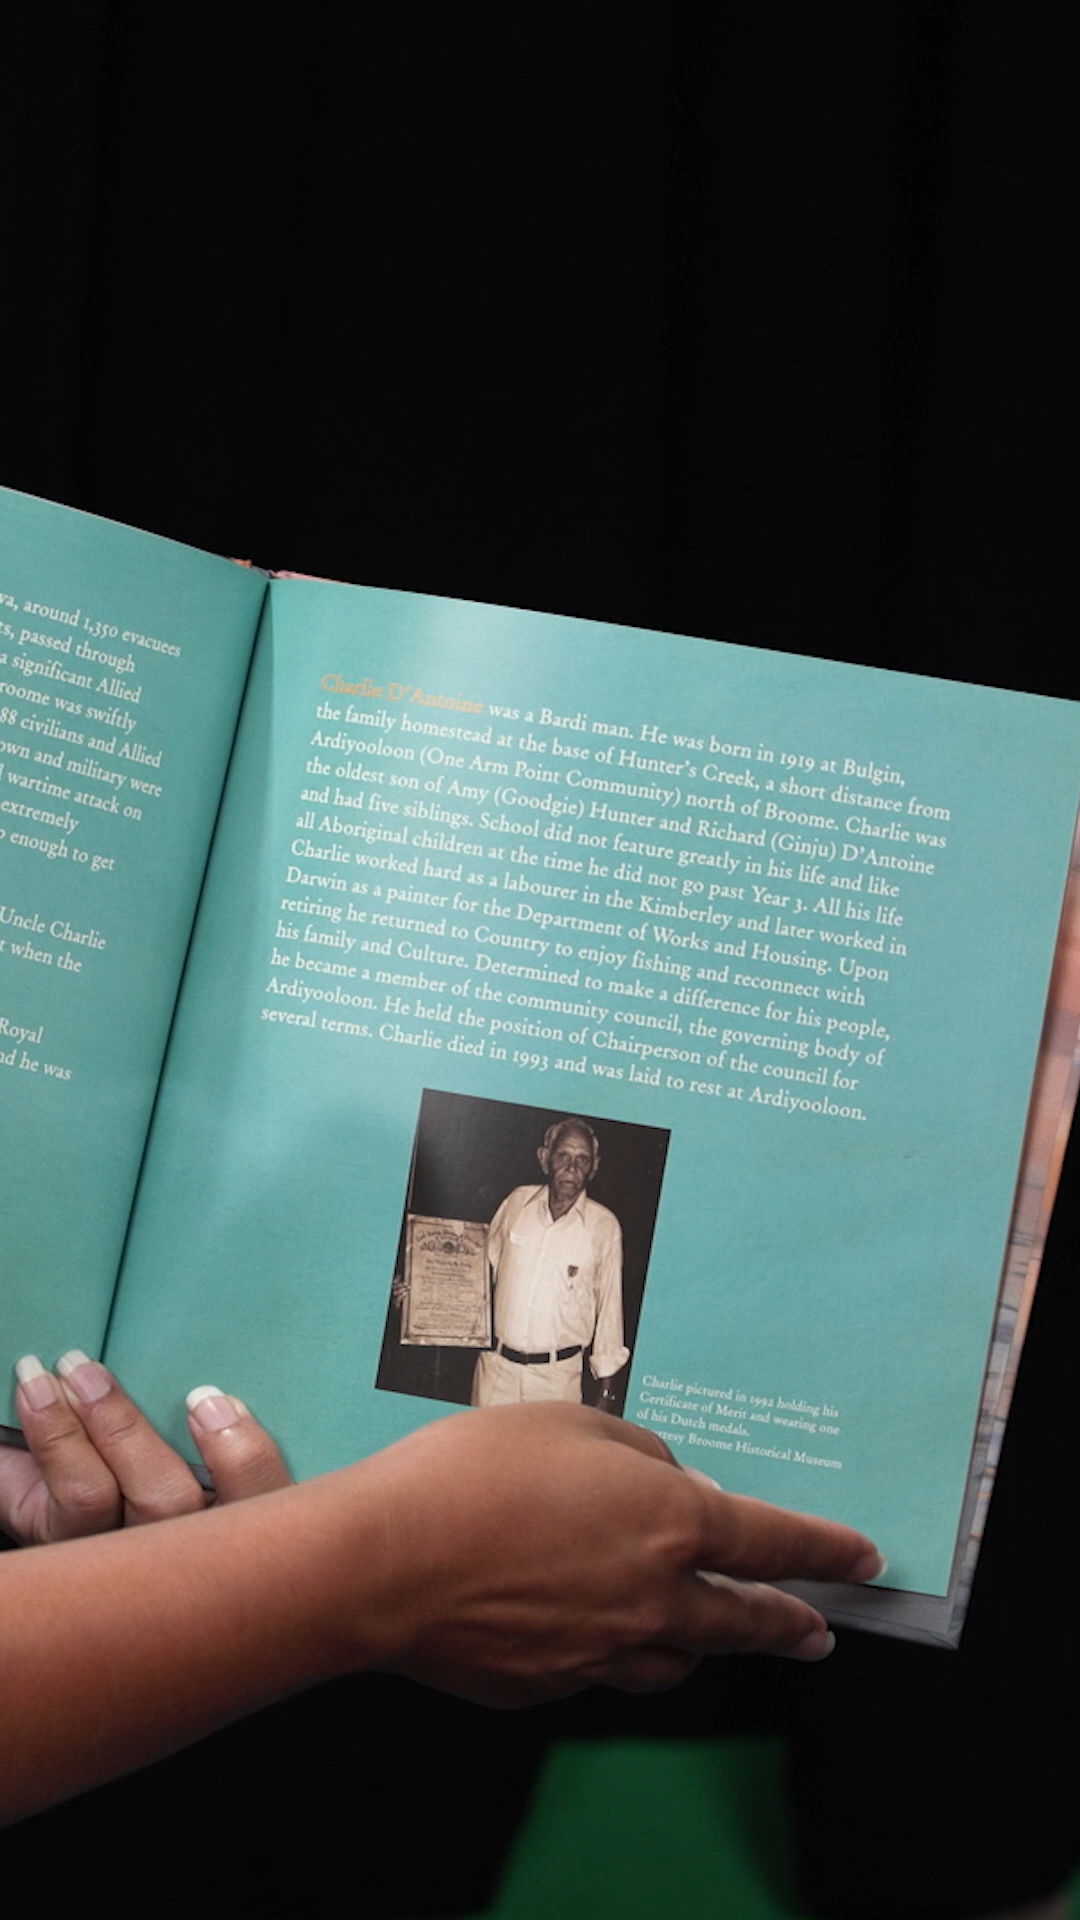 va, around 1,350 evacuees
ts, passed through
a significant Allied
roome was swiftly
88 civilians and Allied
own and military were
wartime attack on
extremely
enough to get
Uncle Charlie
t when the
Royal
nd he was
Charlie D'Antoine was a Bardi man. He was born in 1919 at Bulgin,
the family homestead at the base of Hunter's Creek, a short distance from
Ardiyooloon (One Arm Point Community) north of Broome. Charlie was
the oldest son of Amy (Goodgie) Hunter and Richard (Ginju) D'Antoine
and had five siblings. School did not feature greatly in his life and like
all Aboriginal children at the time he did not go past Year 3. All his life
Charlie worked hard as a labourer in the Kimberley and later worked in
Darwin as a painter for the Department of Works and Housing. Upon
retiring he returned to Country to enjoy fishing and reconnect with
his family and Culture. Determined to make a difference for his people,
he became a member of the community council, the governing body of
Ardiyooloon. He held the position of Chairperson of the council for
several terms. Charlie died in 1993 and was laid to rest at Ardiyooloon.
Charlie pictured in 1992 holding his
Certificate of Merit and wearing one
of his Dutch medals.
Broome Historical Museum